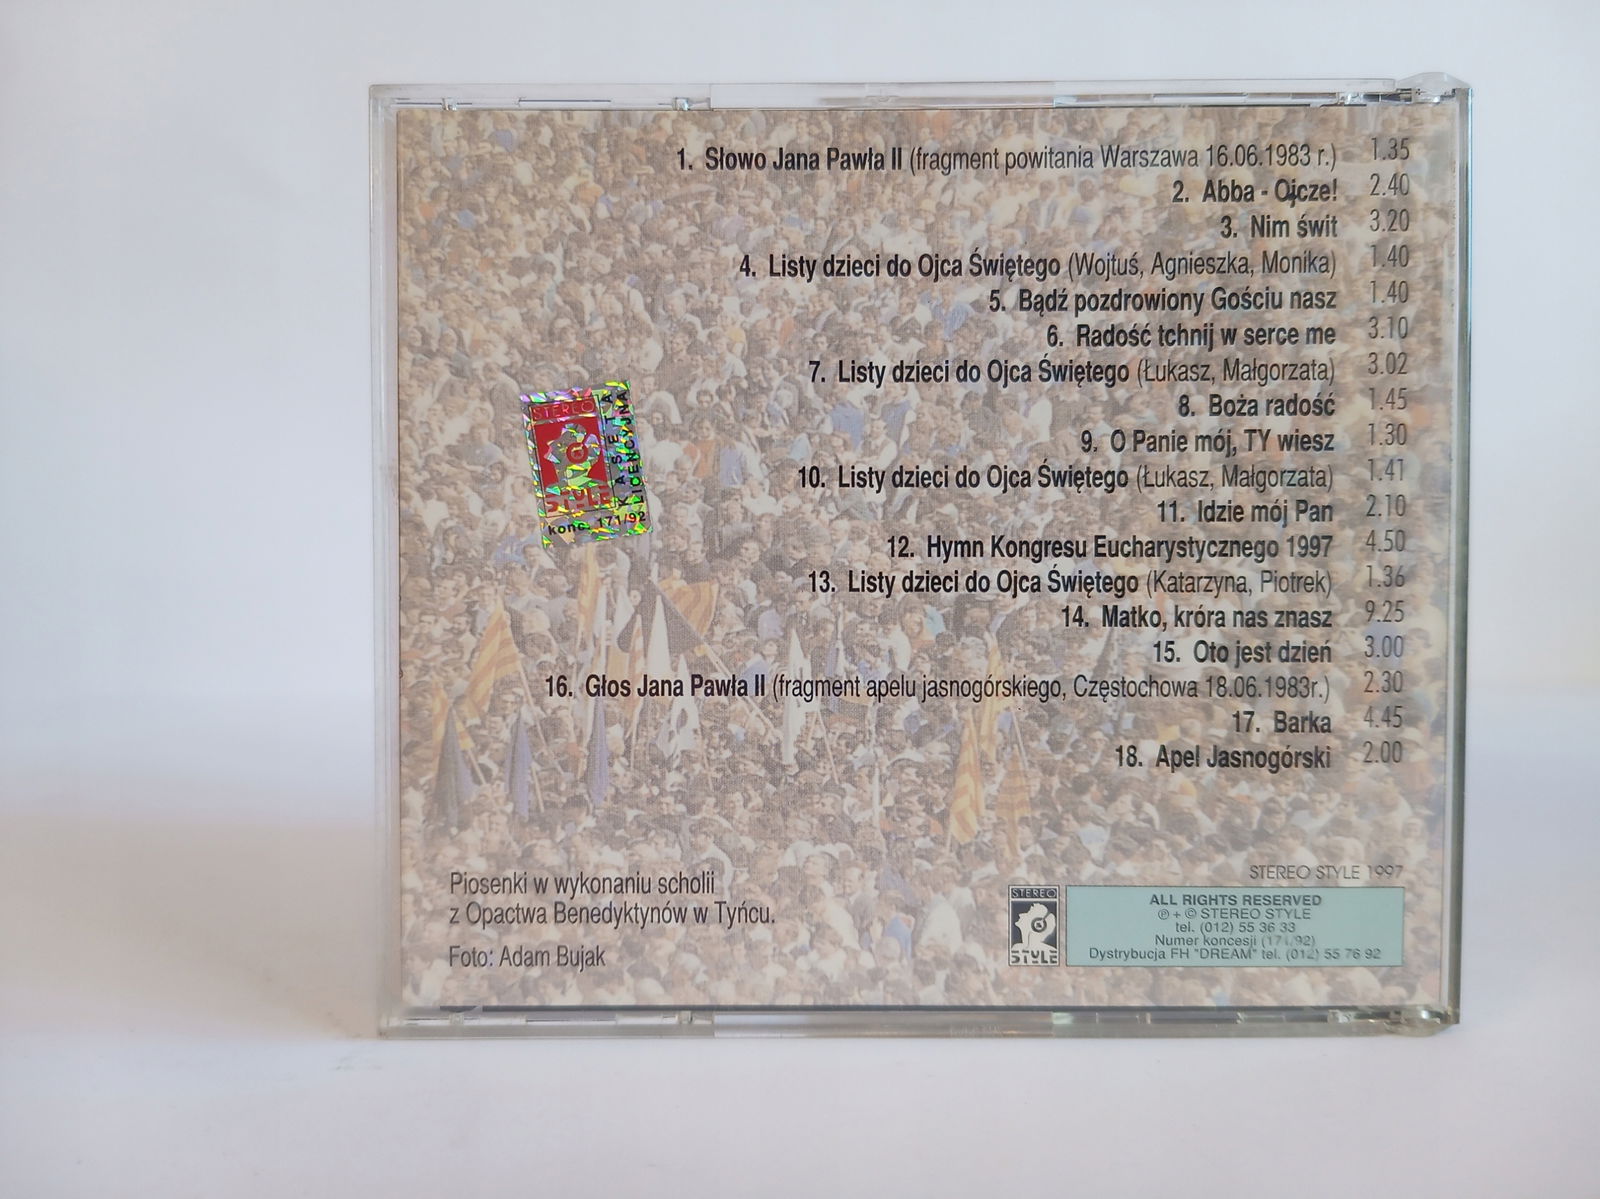 1. Słowo Jana Pawła II (fragment powitania Warszawa 16.06.1983 r.) 1.35
2. Abba - Ojcze! 2.40
3. Nim świt 3.20
4. Listy dzieci do Ojca Świętego (Wojtuś, Agnieszka, Monika) 1.40
5. Bądź pozdrowiony Gościu nasz 1.40
6. Radość tchnij w serce me 3.10
7. Listy dzieci do Ojca Świętego (Łukasz, Małgorzata) 3.02
8. Boża radość 1.45
9. O Panie mój, TY wiesz 1.30
10. Listy dzieci do Ojca Świętego (Łukasz, Małgorzata) 1.41
11. Idzie mój Pan 2.10
12. Hymn Kongresu Eucharystycznego 1997 4.50
13. Listy dzieci do Ojca Świętego (Katarzyna, Piotrek) 1.36
14. Matko, króra nas znasz 9.25
15. Oto jest dzień 3.00
16. Głos Jana Pawła II (fragment apelu jasnogórskiego, Częstochowa 18.06.1983r.) 2.30
17. Barka 4.45
18. Apel Jasnogórski 2.00
STEREO
STYLE
KASETA
LICENCYJNA
konc. 171/92
Piosenki w wykonaniu scholii
z Opactwa Benedyktynów w Tyńcu.
Foto: Adam Bujak
STEREO STYLE 1997
STEREO
STYLE
ALL RIGHTS RESERVED
℗ + © STEREO STYLE
tel. (012) 55 36 33
Numer koncesji (171/92)
Dystrybucja FH "DREAM" tel. (012) 55 76 92